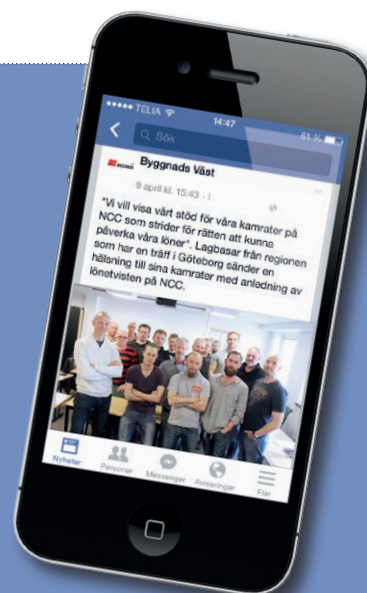 TELIA
14:47
61 %
Sök
Byggnads Väst
9 april kl. 15:43 ·
"Vi vill visa vårt stöd för våra kamrater på
NCC som strider för rätten att kunna
påverka våra löner". Lagbasar från regionen
som har en träff i Göteborg sänder en
hälsning till sina kamrater med anledning av
lönetvisten på NCC.
Nyheter
Personer
Messenger
Aviseringar
Fler